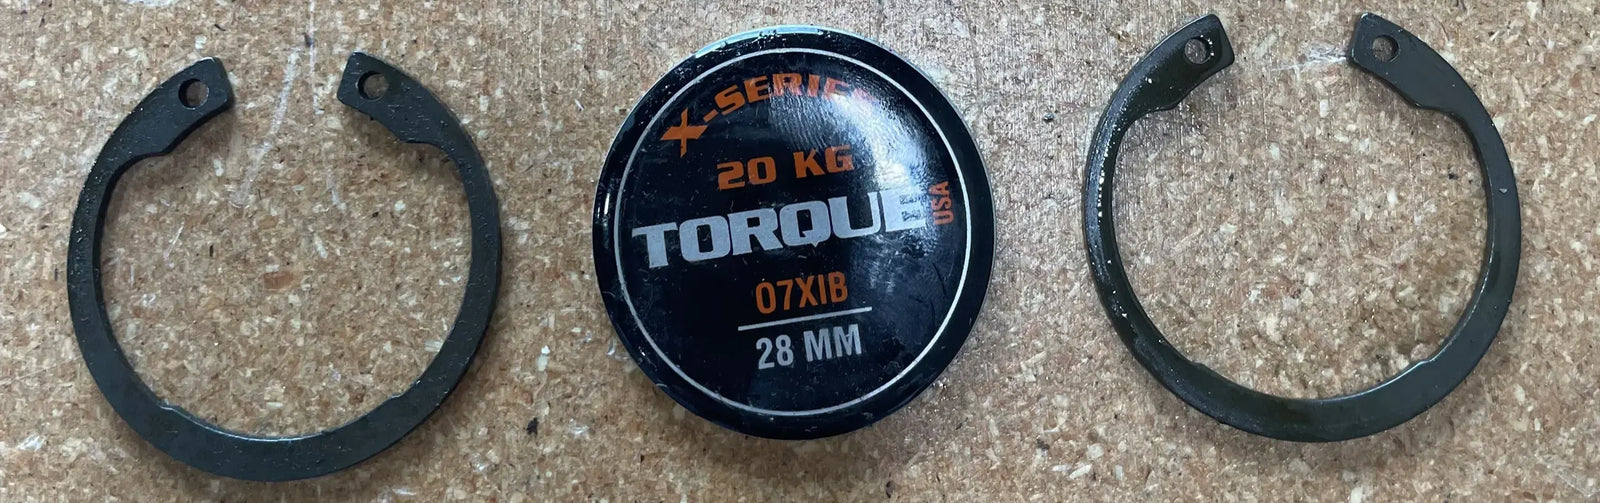 X-SERIES
20 KG
TORQUE USA
07XIB
28 MM